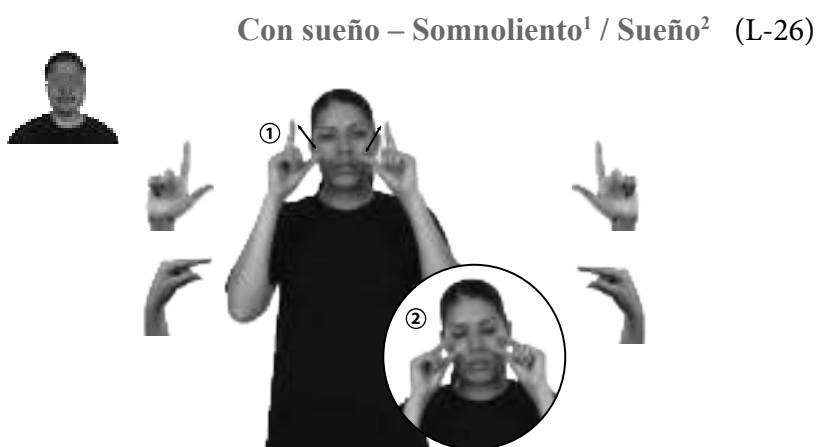 Con sueño – Somnoliento¹ / Sueño² (L-26)
①
②